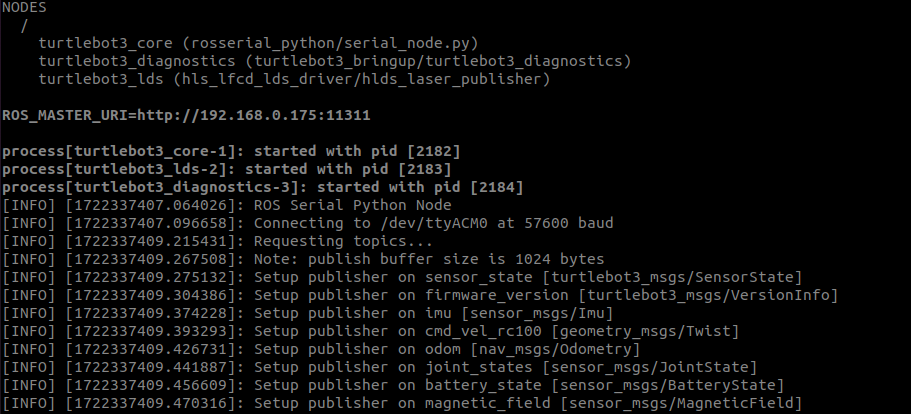 NODES
/
turtlebot3_core (rosserial_python/serial_node.py)
turtlebot3_diagnostics (turtlebot3_bringup/turtlebot3_diagnostics)
turtlebot3_lds (hls_lfcd_lds_driver/hlds_laser_publisher)
ROS_MASTER_URI=http://192.168.0.175:11311
process[turtlebot3_core-1]: started with pid [2182]
process[turtlebot3_lds-2]: started with pid [2183]
process[turtlebot3_diagnostics-3]: started with pid [2184]
[INFO] [1722337407.064026]: ROS Serial Python Node
[INFO] [1722337407.096658]: Connecting to /dev/ttyACM0 at 57600 baud
[INFO] [1722337409.215431]: Requesting topics...
[INFO] [1722337409.267508]: Note: publish buffer size is 1024 bytes
[INFO] [1722337409.275132]: Setup publisher on sensor_state [turtlebot3_msgs/SensorState]
[INFO] [1722337409.304386]: Setup publisher on firmware_version [turtlebot3_msgs/VersionInfo]
[INFO] [1722337409.374228]: Setup publisher on imu [sensor_msgs/Imu]
[INFO] [1722337409.393293]: Setup publisher on cmd_vel_rc100 [geometry_msgs/Twist]
[INFO] [1722337409.426731]: Setup publisher on odom [nav_msgs/Odometry]
[INFO] [1722337409.441887]: Setup publisher on joint_states [sensor_msgs/JointState]
[INFO] [1722337409.456609]: Setup publisher on battery_state [sensor_msgs/BatteryState]
[INFO] [1722337409.470316]: Setup publisher on magnetic_field [sensor_msgs/MagneticField]